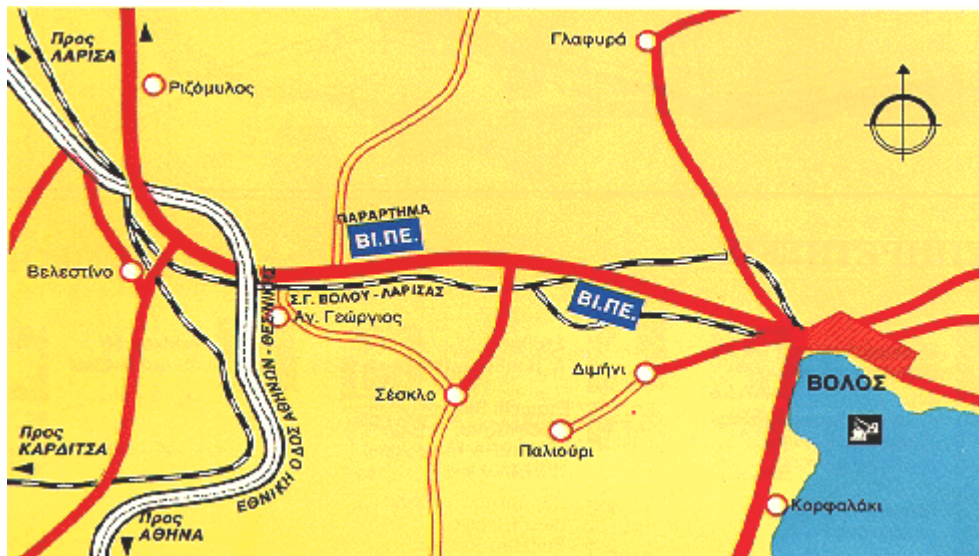 Προς
ΛΑΡΙΣΑ
Ριζόμυλος
Γλαφυρά
ΠΑΡΑΡΤΗΜΑ
ΒΙ.ΠΕ.
Βελεστίνο
Σ.Γ. ΒΟΛΟΥ - ΛΑΡΙΣΑΣ
Αγ. Γεώργιος
ΒΙ.ΠΕ.
Διμήνι
Σέσκλο
ΒΟΛΟΣ
Παλιούρι
Προς
ΚΑΡΔΙΤΣΑ
ΕΘΝΙΚΗ ΟΔΟΣ ΑΘΗΝΩΝ - ΘΕΣ/ΝΙΚΗΣ
Κορφαλάκι
Προς
ΑΘΗΝΑ